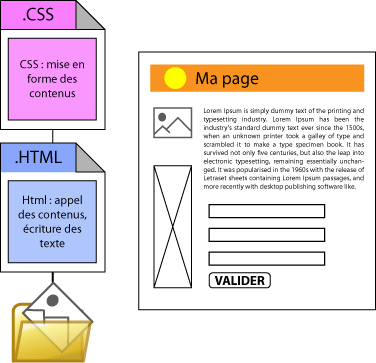 .CSS
CSS : mise en
forme des
contenus
.HTML
Html : appel
des contenus,
écriture des
texte
Ma page
Lorem Ipsum is simply dummy text of the printing and
typesetting industry. Lorem Ipsum has been the
industry's standard dummy text ever since the 1500s,
when an unknown printer took a galley of type and
scrambled it to make a type specimen book. It has
survived not only five centuries, but also the leap into
electronic typesetting, remaining essentially unchan-
ged. It was popularised in the 1960s with the release of
Letraset sheets containing Lorem Ipsum passages, and
more recently with desktop publishing software like.
VALIDER